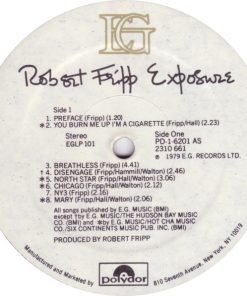 EG
Robert Fripp Exposure
Side 1
1. PREFACE (Fripp) (1.20)
*2. YOU BURN ME UP I'M A CIGARETTE (Fripp/Hall) (2.23)
Stereo
EGLP 101
Side One
PD-1-6201 AS
2310 661
℗ 1979 E.G. RECORDS LTD.
3. BREATHLESS (Fripp) (4.41)
†4. DISENGAGE (Fripp/Hammill/Walton) (2.46)
*5. NORTH STAR (Fripp/Hall/Walton) (3.06)
†6. CHICAGO (Fripp/Hammill/Walton) (2.12)
7. NY3 (Fripp) (1.16)
*8. MARY (Fripp/Hall/Walton) (2.06)
All songs published by E.G. MUSIC (BMI)
except †by E.G. MUSIC/THE HUDSON BAY MUSIC
CO. (BMI) and *by E.G. MUSIC/HOT CHA MUSIC
CO./SIX CONTINENTS MUSIC PUB. INC. (BMI)
PRODUCED BY ROBERT FRIPP
polydor
Manufactured and Marketed by
810 Seventh Avenue, New York, NY 10019